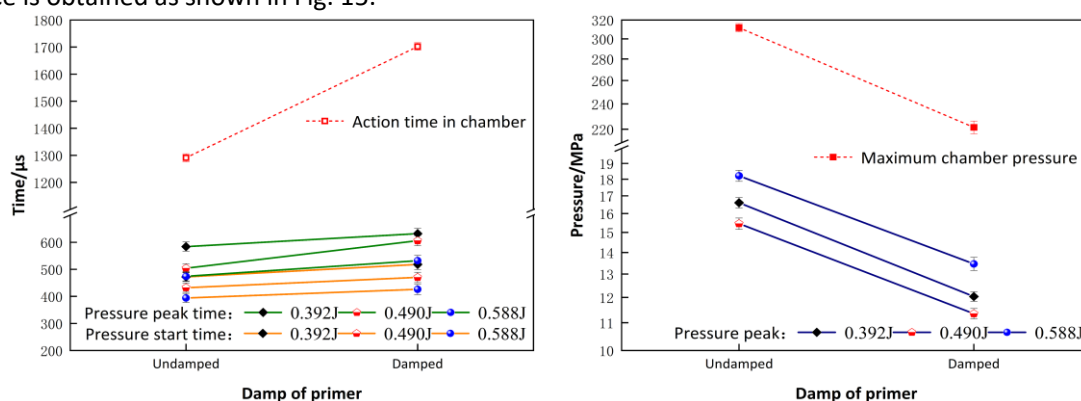 ce is obtained as shown in Fig. 15.
1800
1700
1600
1500
1400
1300
1200
600
500
400
300
200
Time/μs
Action time in chamber
Pressure peak time: 0.392J 0.490J 0.588J
Pressure start time: 0.392J 0.490J 0.588J
Undamped Damped
Damp of primer
320
300
280
260
240
220
19
18
17
16
15
14
13
12
11
10
Pressure/MPa
Maximum chamber pressure
Pressure peak: 0.392J 0.490J 0.588J
Undamped Damped
Damp of primer